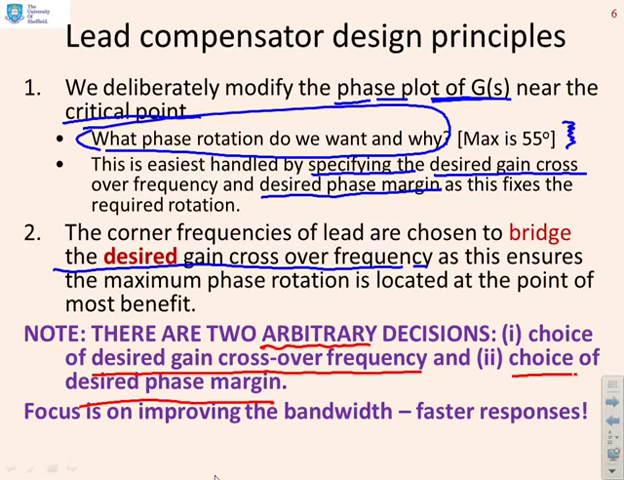 The
University
Of
Sheffield.
6
Lead compensator design principles
1. We deliberately modify the phase plot of G(s) near the
critical point.
• What phase rotation do we want and why? [Max is 55°]
• This is easiest handled by specifying the desired gain cross
over frequency and desired phase margin as this fixes the
required rotation.
2. The corner frequencies of lead are chosen to bridge
the desired gain cross over frequency as this ensures
the maximum phase rotation is located at the point of
most benefit.
NOTE: THERE ARE TWO ARBITRARY DECISIONS: (i) choice
of desired gain cross-over frequency and (ii) choice of
desired phase margin.
Focus is on improving the bandwidth – faster responses!